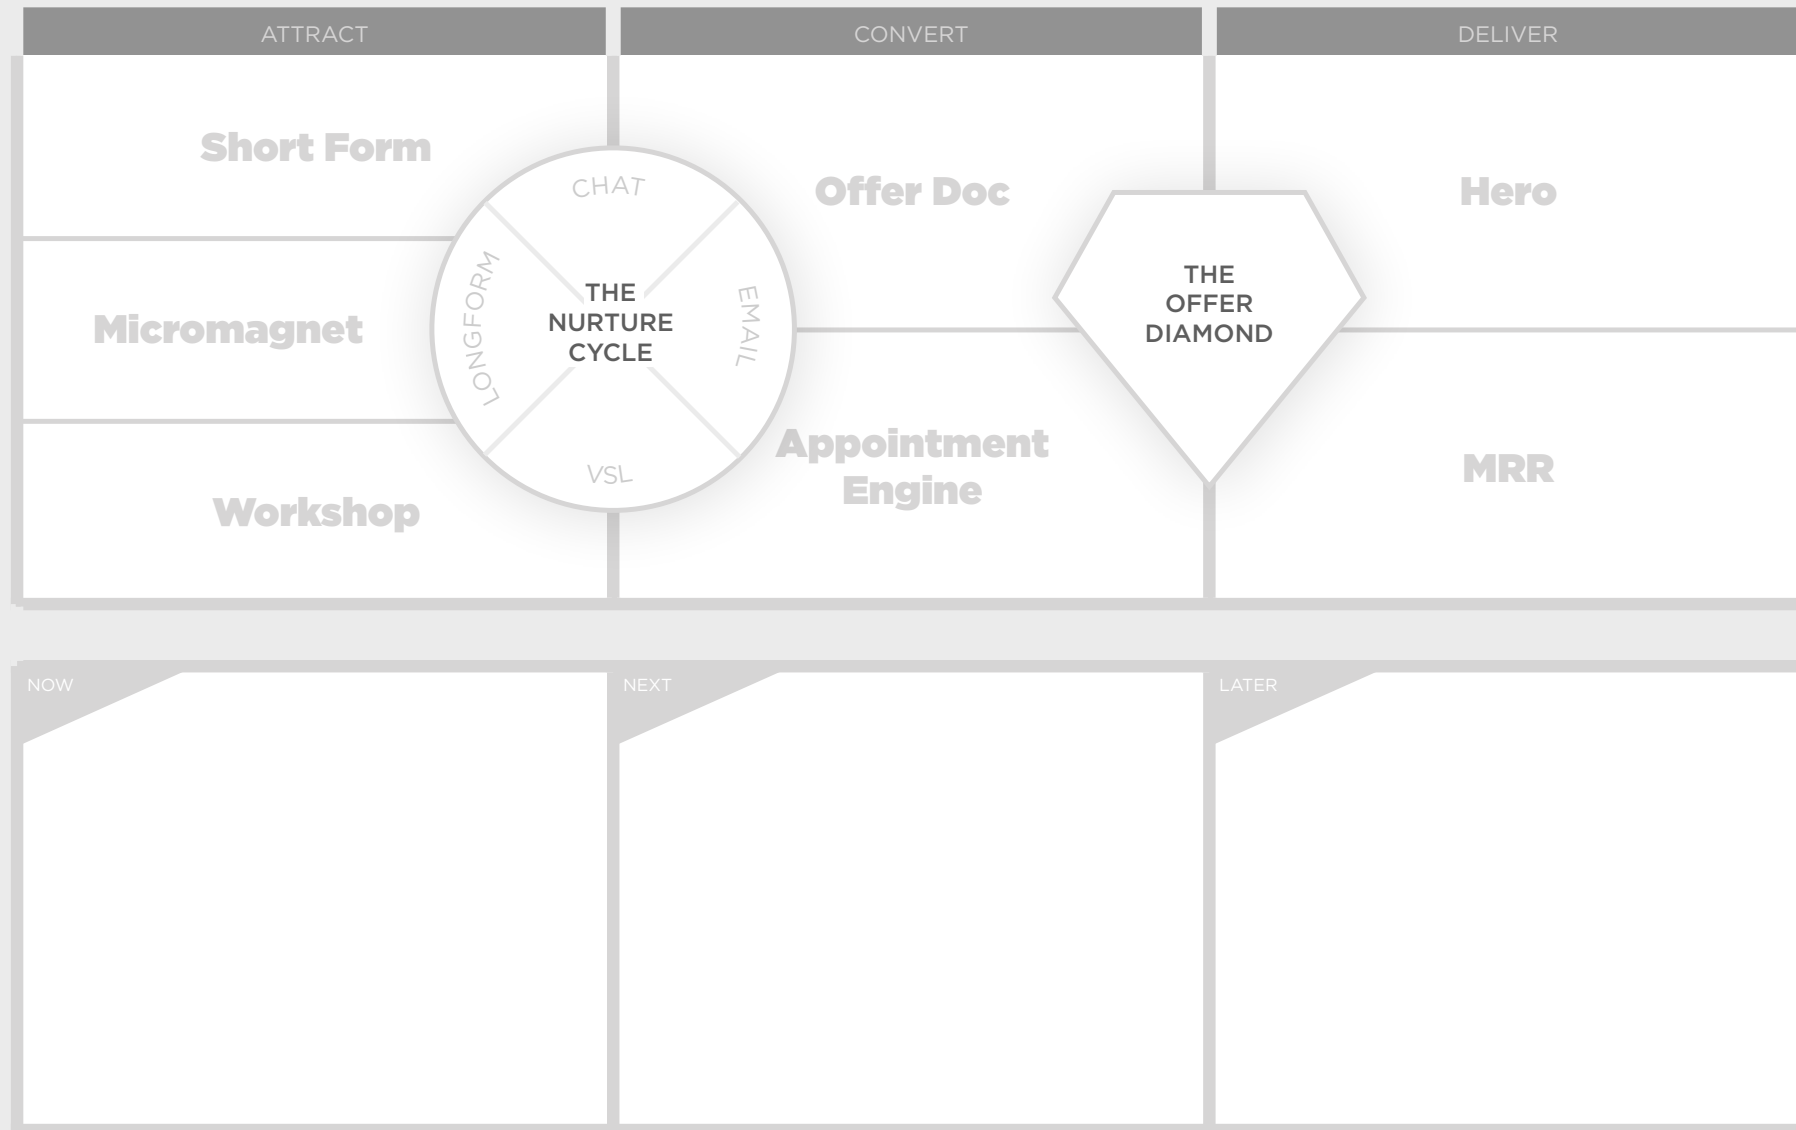 ATTRACT
CONVERT
DELIVER
Short Form
Micromagnet
Workshop
CHAT
LONGFORM
EMAIL
VSL
THE
NURTURE
CYCLE
Offer Doc
Appointment
Engine
THE
OFFER
DIAMOND
Hero
MRR
NOW
NEXT
LATER